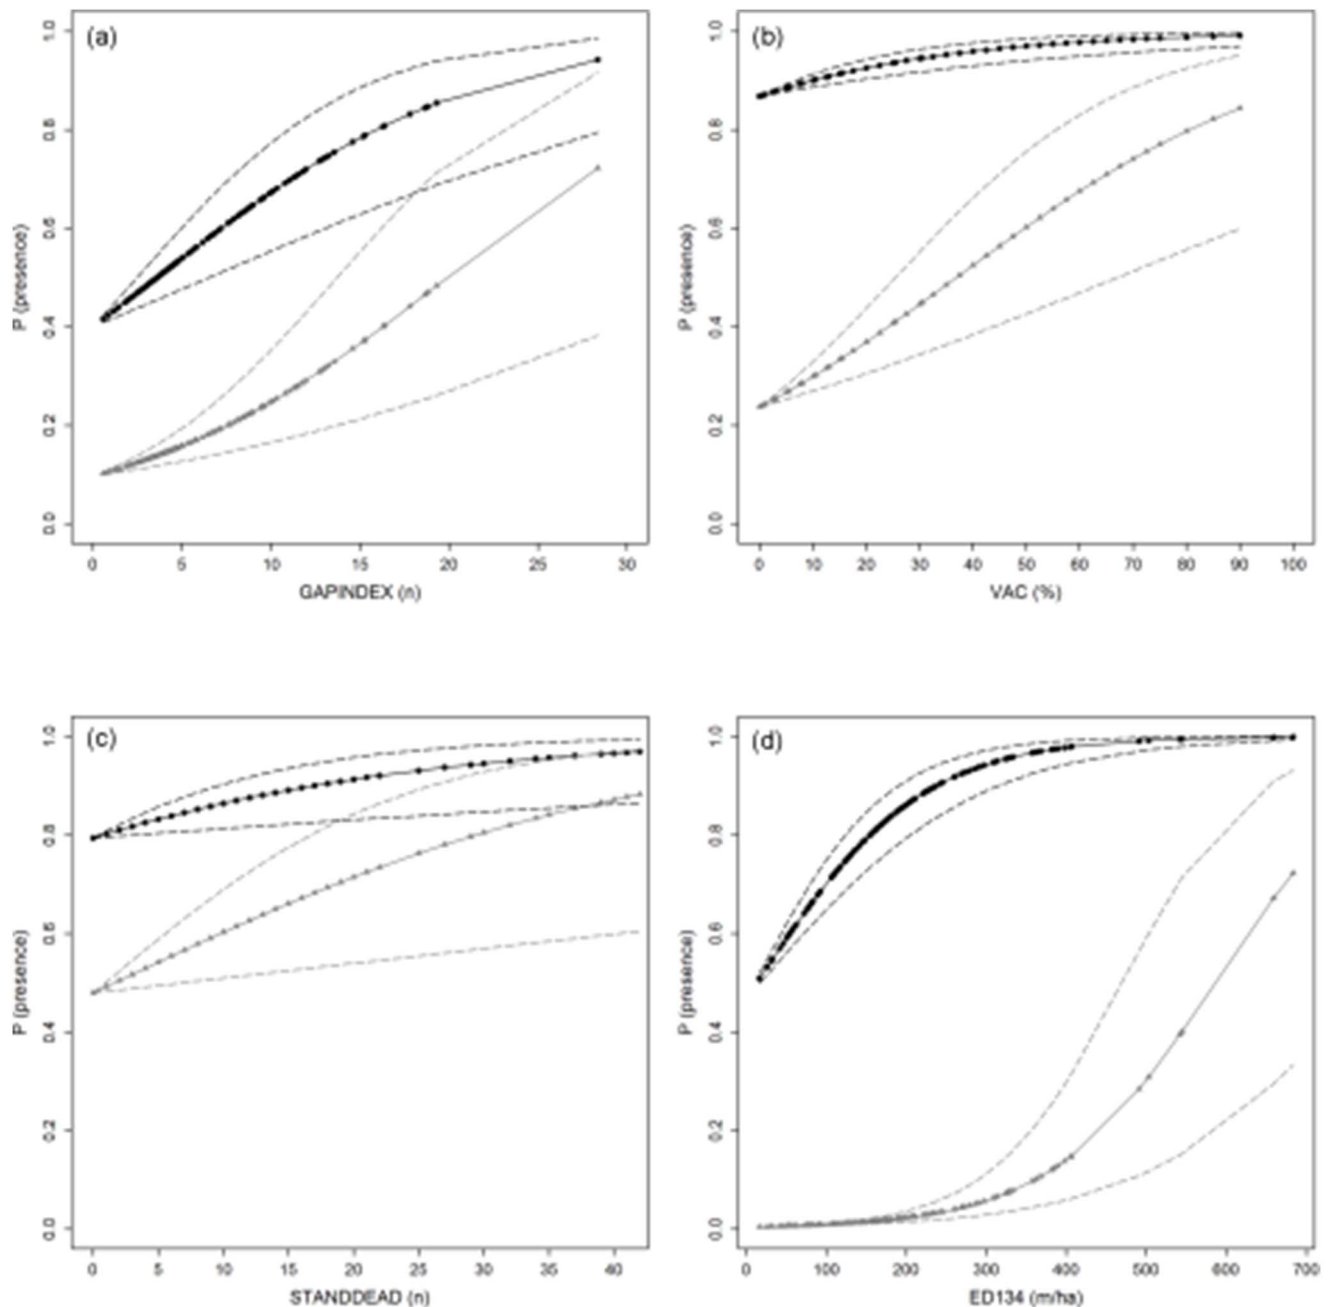 (a)
P (presence)
1.0
0.8
0.6
0.4
0.2
0.0
0 5 10 15 20 25 30
GAPINDEX (n)
(b)
P (presence)
1.0
0.8
0.6
0.4
0.2
0.0
0 10 20 30 40 50 60 70 80 90 100
VAC (%)
(c)
P (presence)
1.0
0.8
0.6
0.4
0.2
0.0
0 5 10 15 20 25 30 35 40
STANDDEAD (n)
(d)
P (presence)
1.0
0.8
0.6
0.4
0.2
0.0
0 100 200 300 400 500 600 700
ED134 (m/ha)